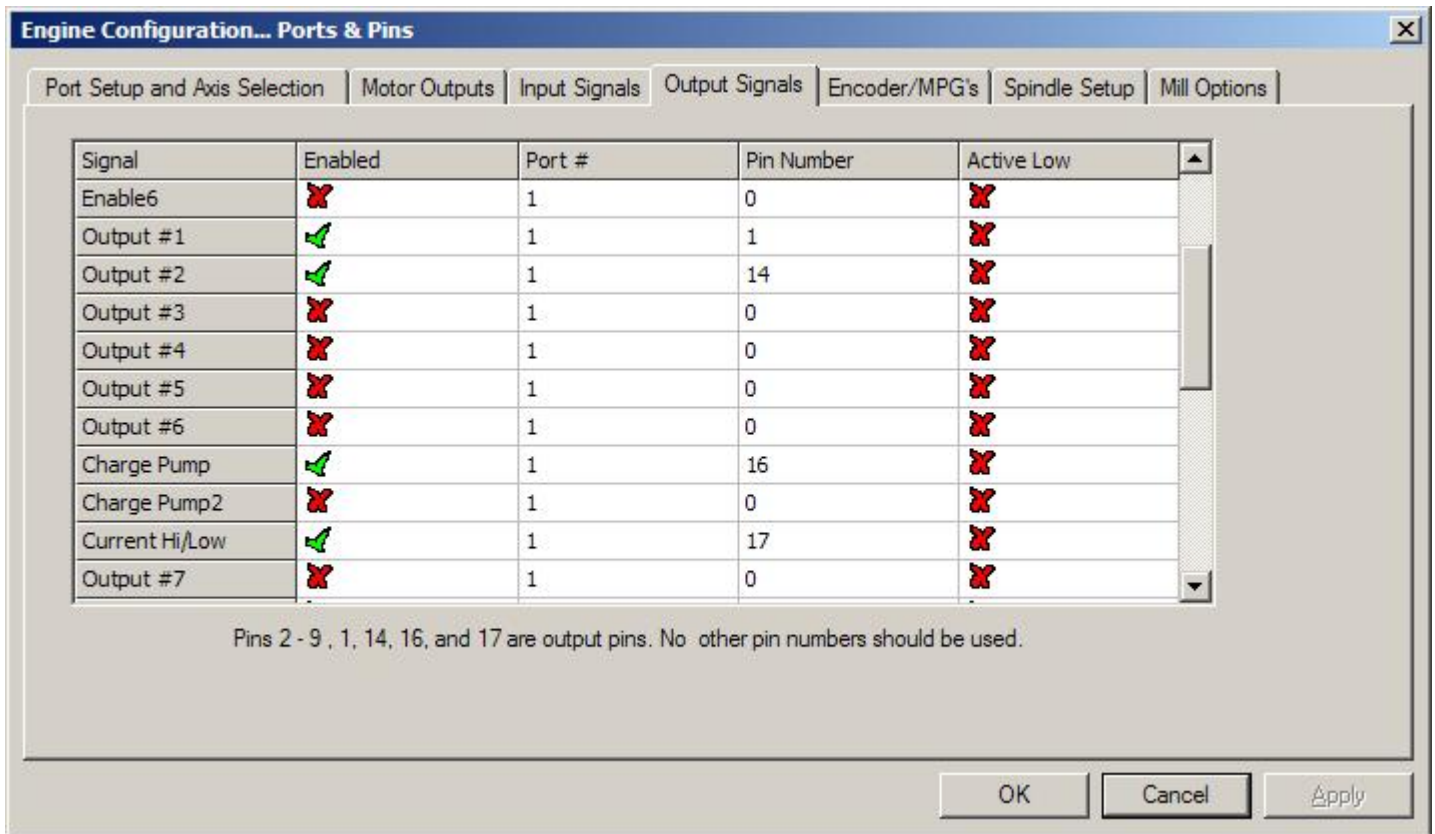 Engine Configuration... Ports & Pins
Port Setup and Axis Selection Motor Outputs Input Signals Output Signals Encoder/MPG's Spindle Setup Mill Options
Signal Enabled Port # Pin Number Active Low
Enable6 1 0
Output #1 1 1
Output #2 1 14
Output #3 1 0
Output #4 1 0
Output #5 1 0
Output #6 1 0
Charge Pump 1 16
Charge Pump2 1 0
Current Hi/Low 1 17
Output #7 1 0
Pins 2 - 9 , 1, 14, 16, and 17 are output pins. No other pin numbers should be used.
OK Cancel Apply